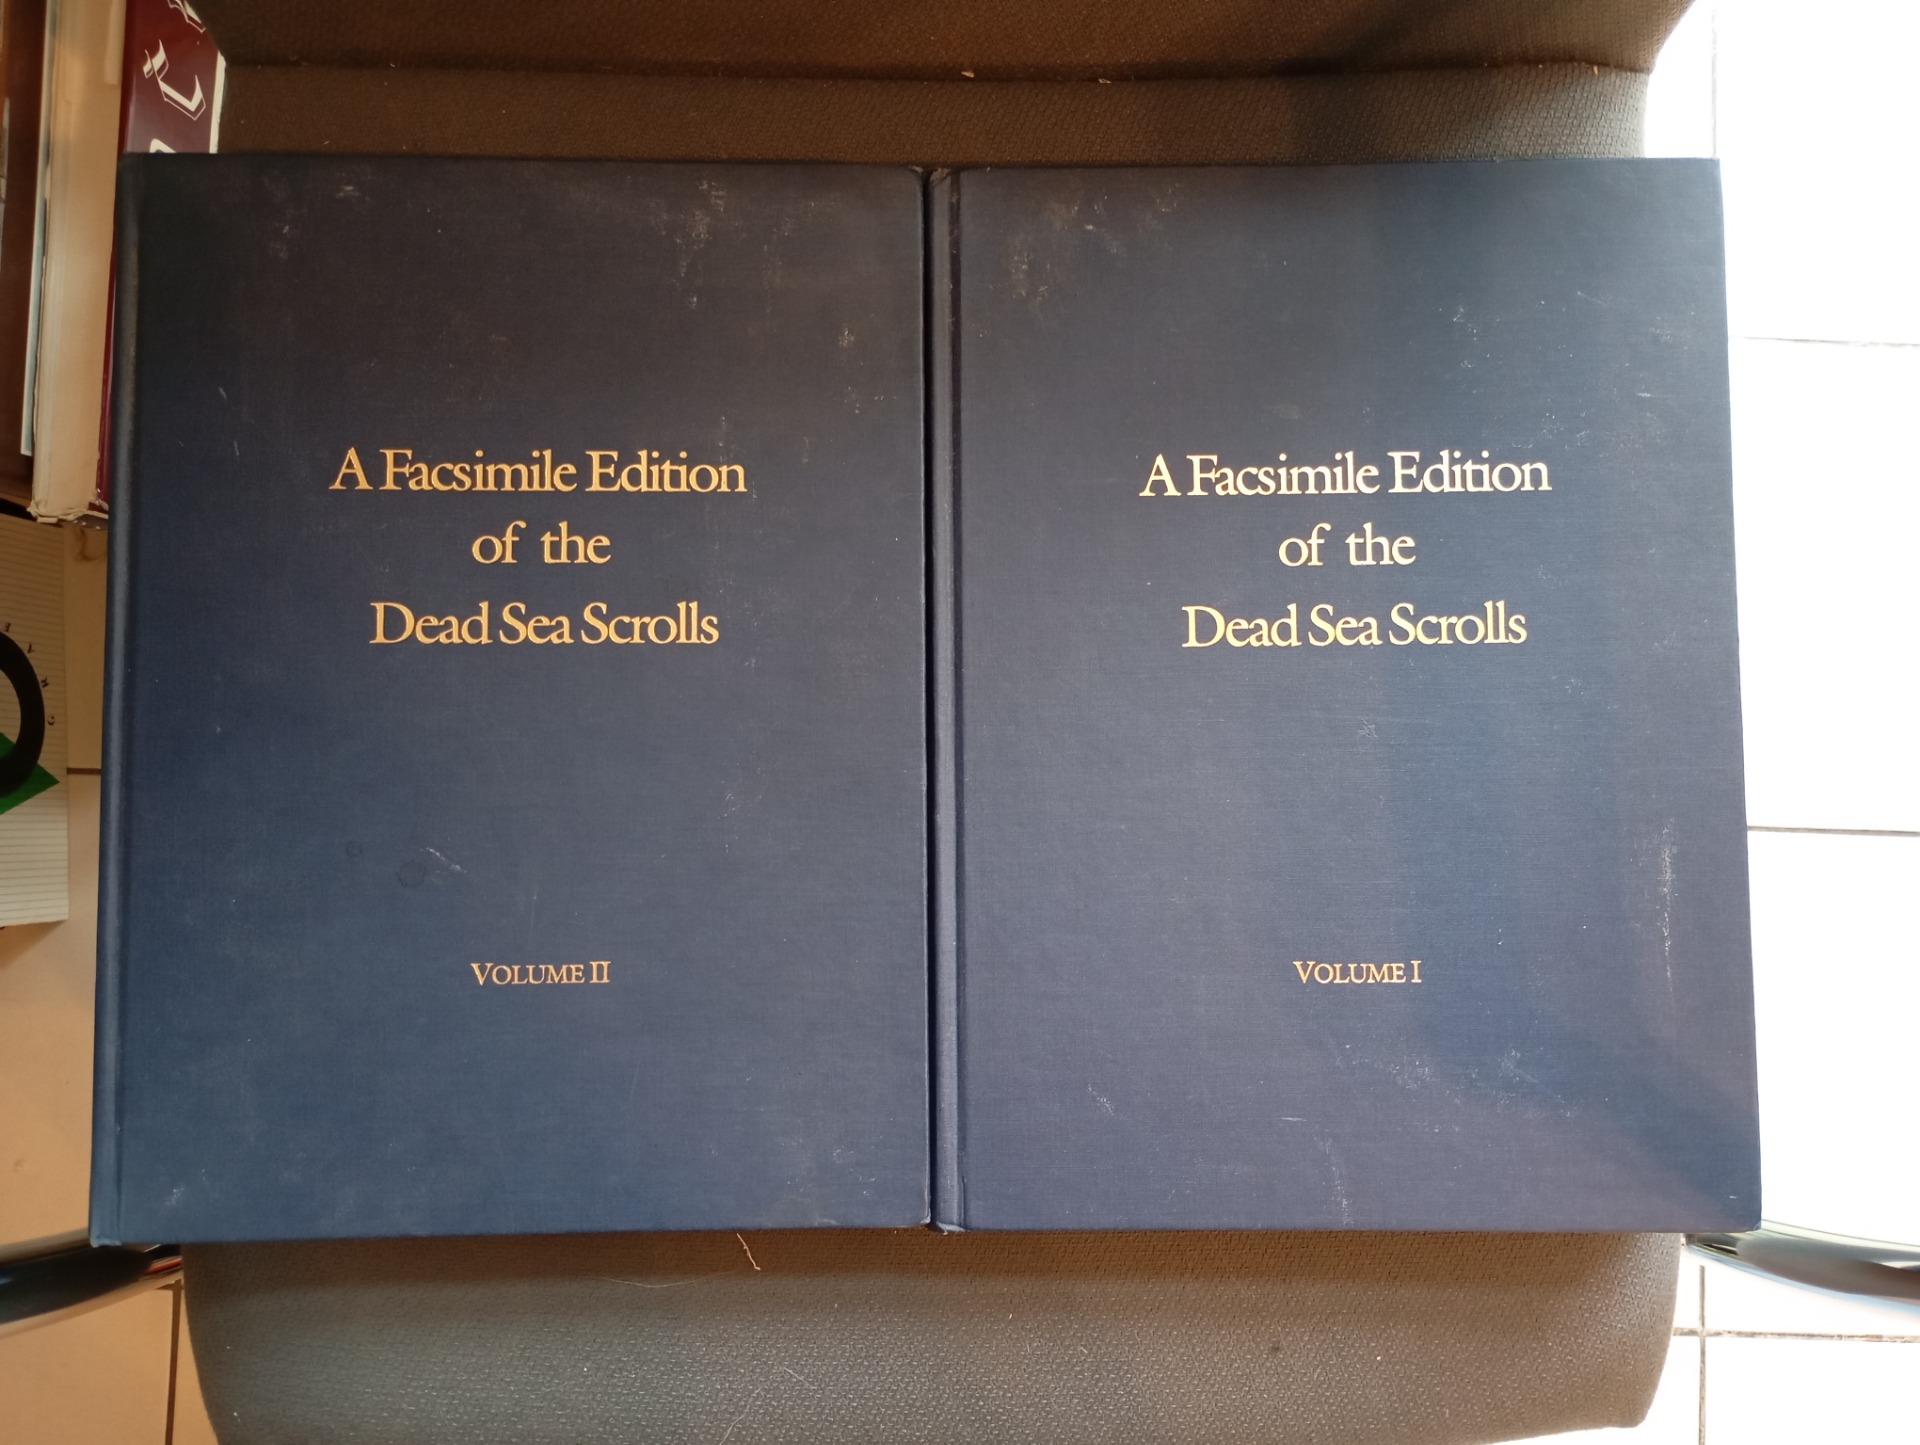 A Facsimile Edition
of the
Dead Sea Scrolls
VOLUME II
A Facsimile Edition
of the
Dead Sea Scrolls
VOLUME I